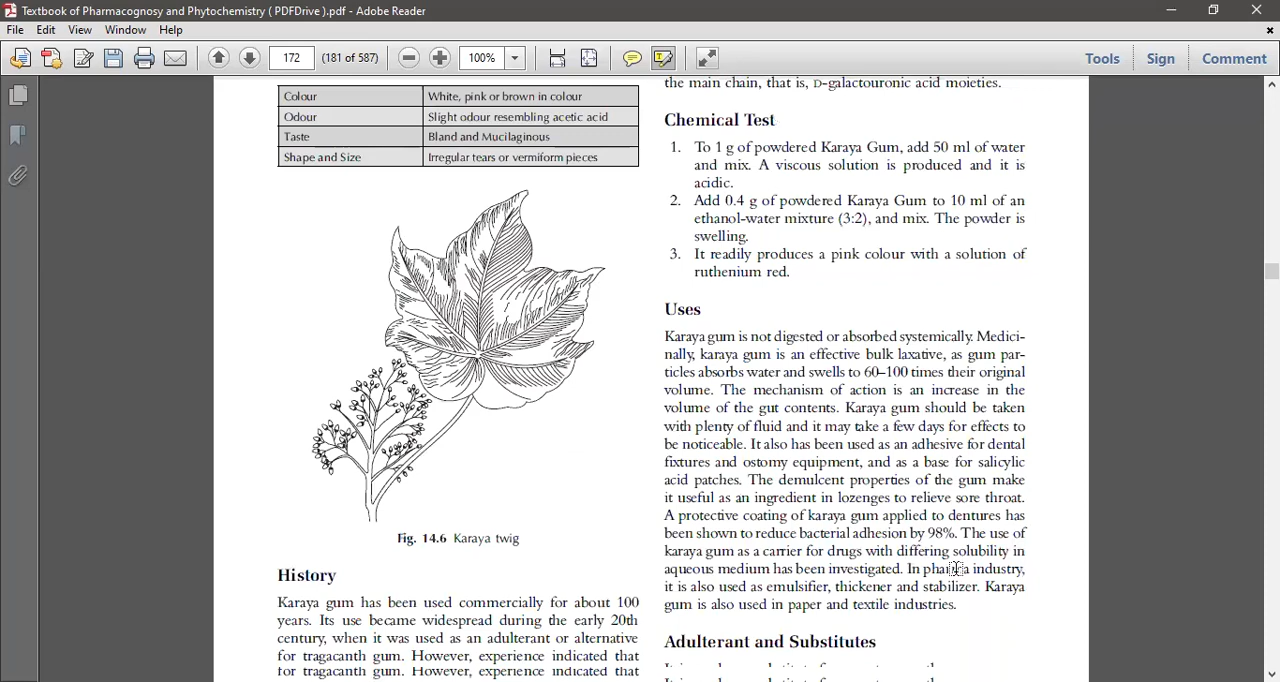 Textbook of Pharmacognosy and Phytochemistry ( PDFDrive ).pdf - Adobe Reader
File Edit View Window Help
172 (181 of 587) 100% Tools Sign Comment
Colour White, pink or brown in colour
Odour Slight odour resembling acetic acid
Taste Bland and Mucilaginous
Shape and Size Irregular tears or vermiform pieces
Fig. 14.6 Karaya twig
History
Karaya gum has been used commercially for about 100
years. Its use became widespread during the early 20th
century, when it was used as an adulterant or alternative
for tragacanth gum. However, experience indicated that
for tragacanth gum. However, experience indicated that
the main chain, that is, D-galactouronic acid moieties.
Chemical Test
1. To 1 g of powdered Karaya Gum, add 50 ml of water
and mix. A viscous solution is produced and it is
acidic.
2. Add 0.4 g of powdered Karaya Gum to 10 ml of an
ethanol-water mixture (3:2), and mix. The powder is
swelling.
3. It readily produces a pink colour with a solution of
ruthenium red.
Uses
Karaya gum is not digested or absorbed systemically. Medici-
nally, karaya gum is an effective bulk laxative, as gum par-
ticles absorbs water and swells to 60–100 times their original
volume. The mechanism of action is an increase in the
volume of the gut contents. Karaya gum should be taken
with plenty of fluid and it may take a few days for effects to
be noticeable. It also has been used as an adhesive for dental
fixtures and ostomy equipment, and as a base for salicylic
acid patches. The demulcent properties of the gum make
it useful as an ingredient in lozenges to relieve sore throat.
A protective coating of karaya gum applied to dentures has
been shown to reduce bacterial adhesion by 98%. The use of
karaya gum as a carrier for drugs with differing solubility in
aqueous medium has been investigated. In pharma industry,
it is also used as emulsifier, thickener and stabilizer. Karaya
gum is also used in paper and textile industries.
Adulterant and Substitutes